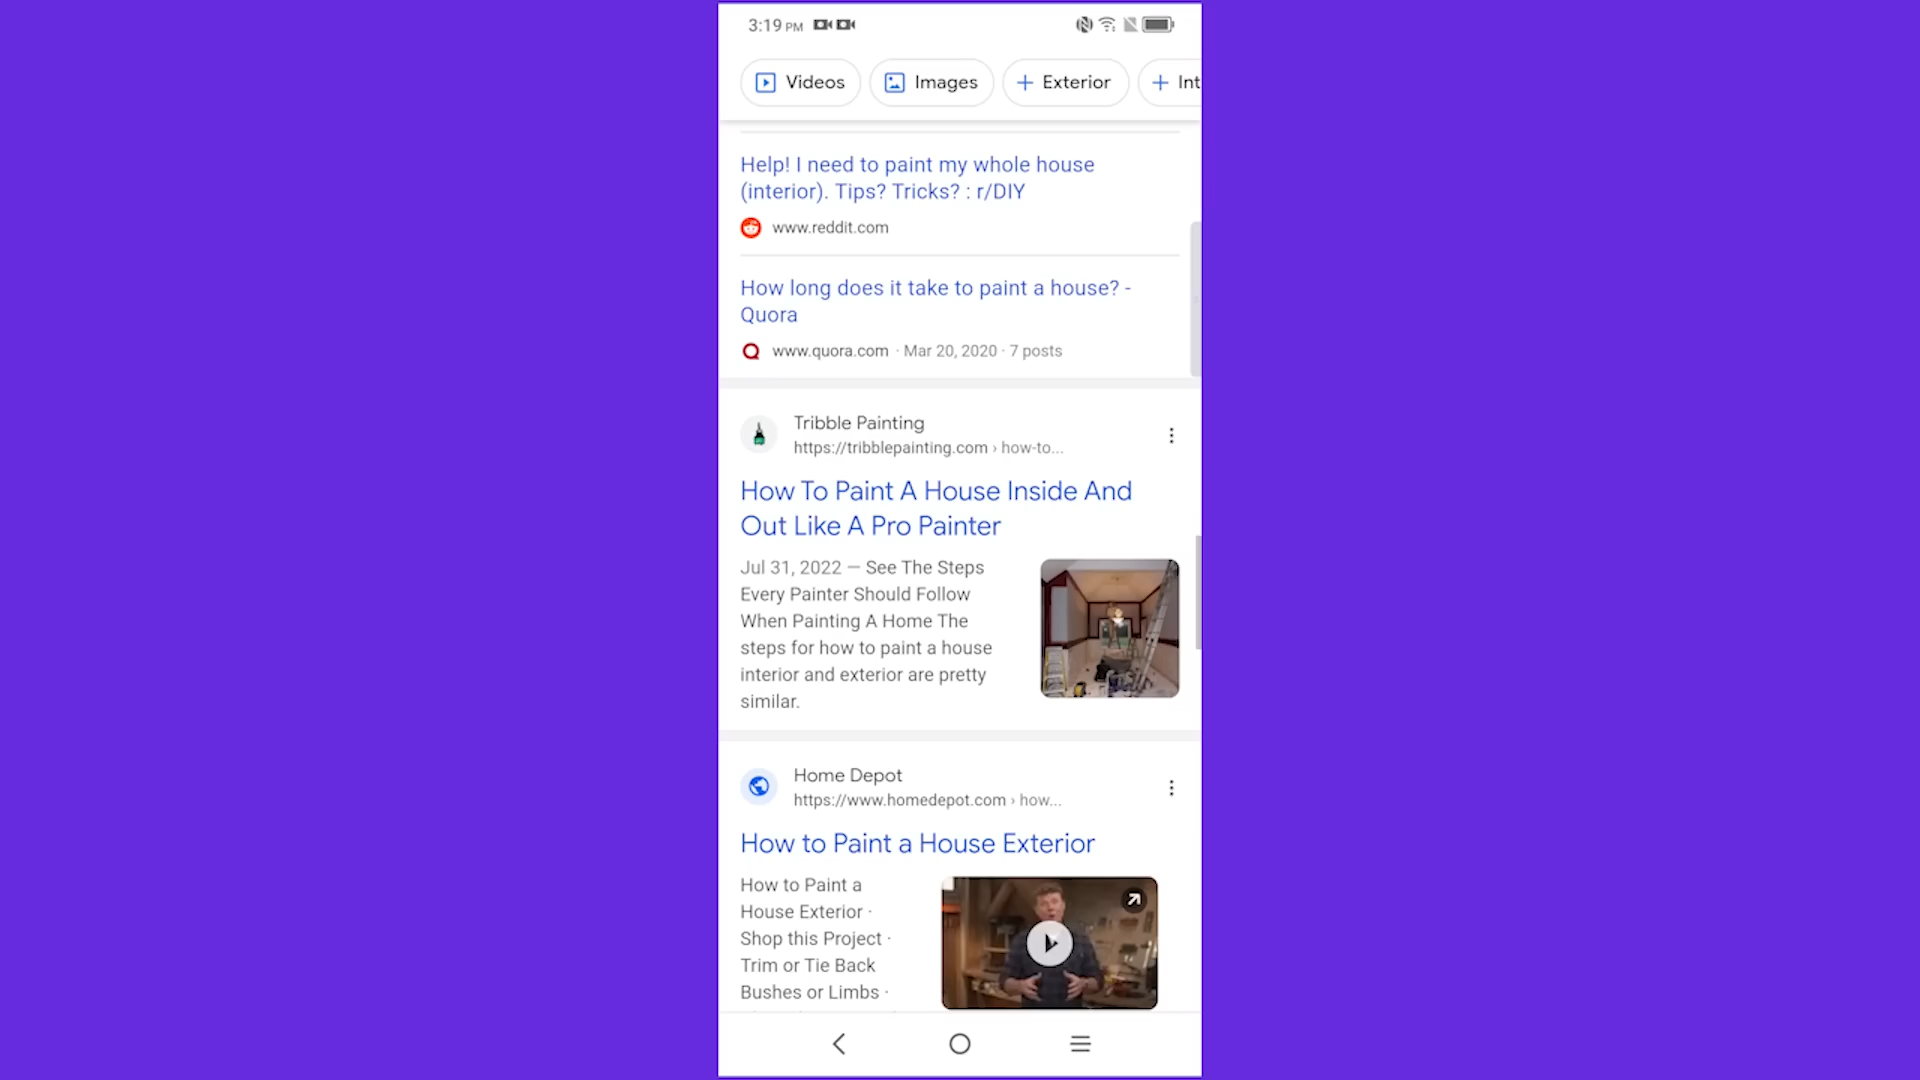 3:19 PM
Videos
Images
Exterior
Int
Help! I need to paint my whole house
(interior). Tips? Tricks? : r/DIY
www.reddit.com
How long does it take to paint a house? -
Quora
www.quora.com · Mar 20, 2020 · 7 posts
Tribble Painting
https://tribblepainting.com › how-to...
How To Paint A House Inside And
Out Like A Pro Painter
Jul 31, 2022 — See The Steps
Every Painter Should Follow
When Painting A Home The
steps for how to paint a house
interior and exterior are pretty
similar.
Home Depot
https://www.homedepot.com › how...
How to Paint a House Exterior
How to Paint a
House Exterior ·
Shop this Project ·
Trim or Tie Back
Bushes or Limbs ·